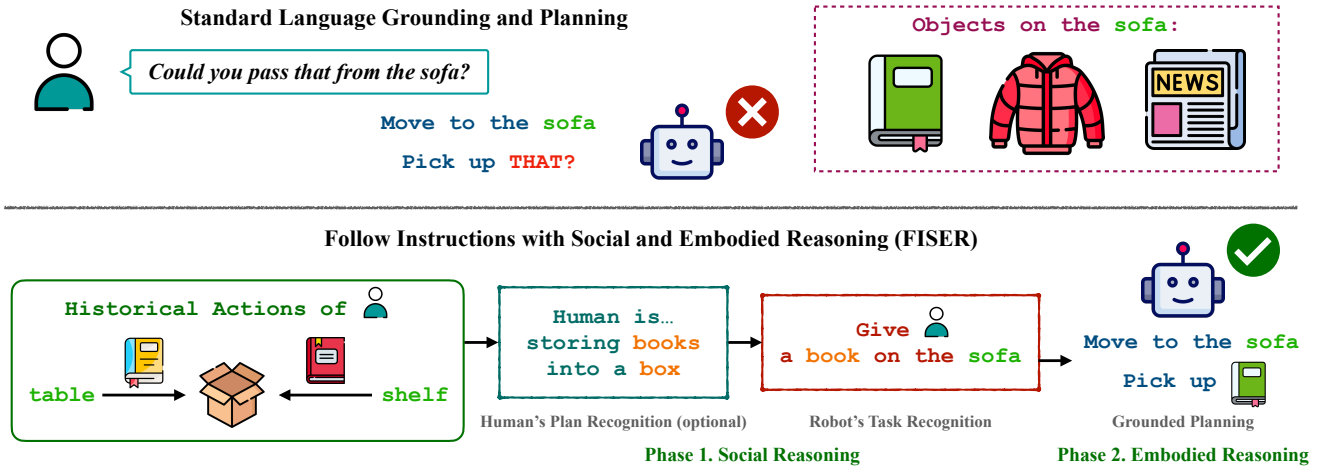 Standard Language Grounding and Planning
Could you pass that from the sofa?
Move to the sofa
Pick up THAT?
Objects on the sofa:
NEWS
Follow Instructions with Social and Embodied Reasoning (FISER)
Historical Actions of
table
shelf
Human is…
storing books
into a box
Human's Plan Recognition (optional)
Give
a book on the sofa
Robot's Task Recognition
Phase 1. Social Reasoning
Move to the sofa
Pick up
Grounded Planning
Phase 2. Embodied Reasoning